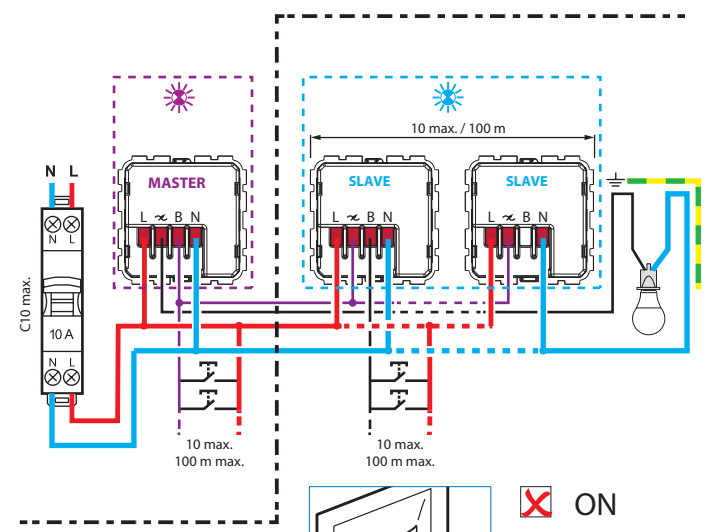 10 max. / 100 m
N L
MASTER
SLAVE
SLAVE
L B N
L B N
L B N
N L
C10 max.
10 A
N L
10 max.
100 m max.
10 max.
100 m max.
ON